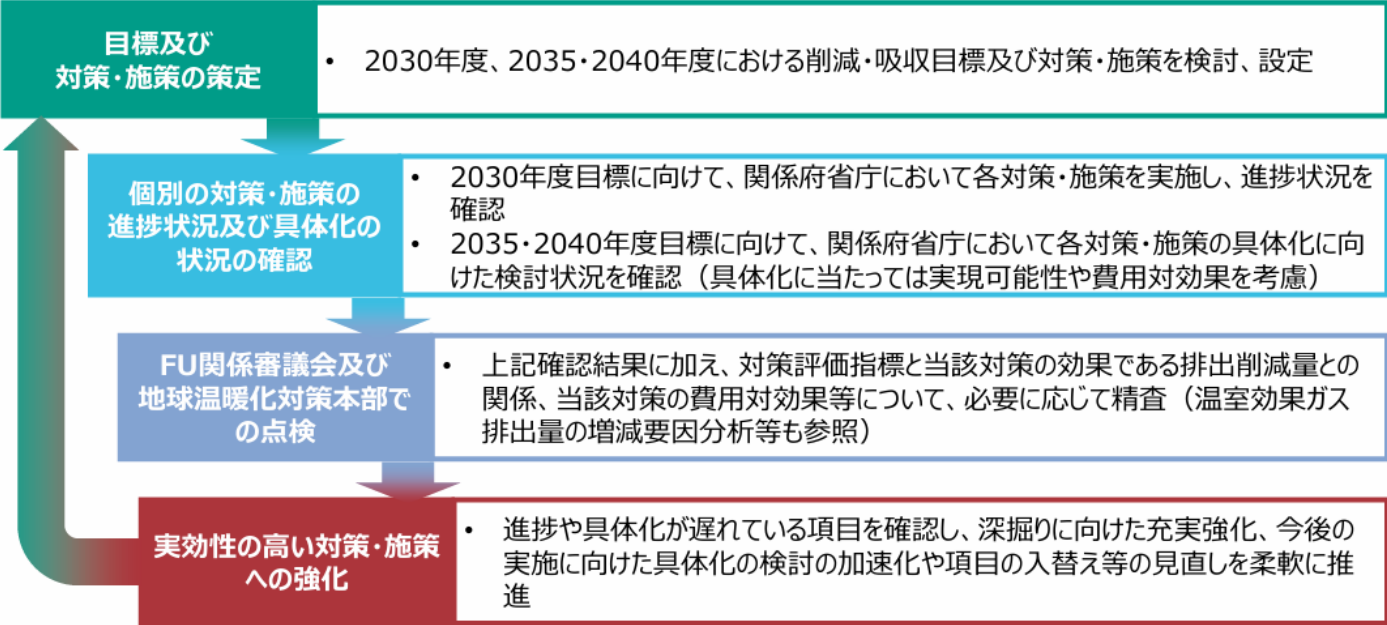 目標及び
対策・施策の策定
• 2030年度、2035・2040年度における削減・吸収目標及び対策・施策を検討、設定
個別の対策・施策の
進捗状況及び具体化の
状況の確認
• 2030年度目標に向けて、関係府省庁において各対策・施策を実施し、進捗状況を
確認
• 2035・2040年度目標に向けて、関係府省庁において各対策・施策の具体化に向
けた検討状況を確認（具体化に当たっては実現可能性や費用対効果を考慮）
FU関係審議会及び
地球温暖化対策本部で
の点検
• 上記確認結果に加え、対策評価指標と当該対策の効果である排出削減量との
関係、当該対策の費用対効果等について、必要に応じて精査（温室効果ガス
排出量の増減要因分析等も参照）
実効性の高い対策・施策
への強化
• 進捗や具体化が遅れている項目を確認し、深掘りに向けた充実強化、今後の
実施に向けた具体化の検討の加速化や項目の入替え等の見直しを柔軟に推
進